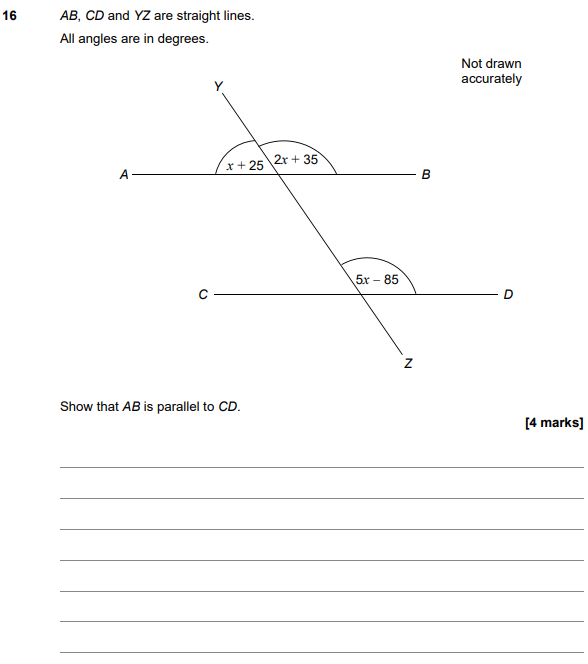 16 AB, CD and YZ are straight lines.
All angles are in degrees.
Not drawn
accurately
Y
A x + 25 2x + 35 B
5x – 85
C D
Z
Show that AB is parallel to CD.
[4 marks]